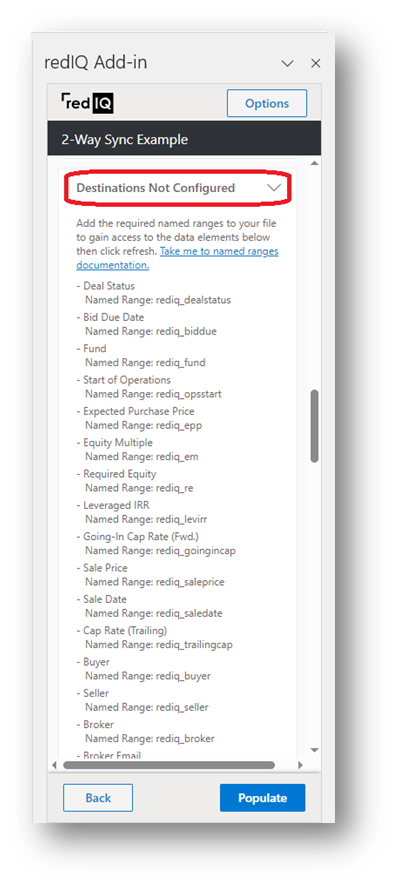 redIQ Add-in
red IQ
Options
2-Way Sync Example
Destinations Not Configured
Add the required named ranges to your file
to gain access to the data elements below
then click refresh. Take me to named ranges
documentation.
- Deal Status
Named Range: rediq_dealstatus
- Bid Due Date
Named Range: rediq_biddue
- Fund
Named Range: rediq_fund
- Start of Operations
Named Range: rediq_opsstart
- Expected Purchase Price
Named Range: rediq_epp
- Equity Multiple
Named Range: rediq_em
- Required Equity
Named Range: rediq_re
- Leveraged IRR
Named Range: rediq_levirr
- Going-In Cap Rate (Fwd.)
Named Range: rediq_goingincap
- Sale Price
Named Range: rediq_saleprice
- Sale Date
Named Range: rediq_saledate
- Cap Rate (Trailing)
Named Range: rediq_trailingcap
- Buyer
Named Range: rediq_buyer
- Seller
Named Range: rediq_seller
- Broker
Named Range: rediq_broker
- Broker Email
Back
Populate